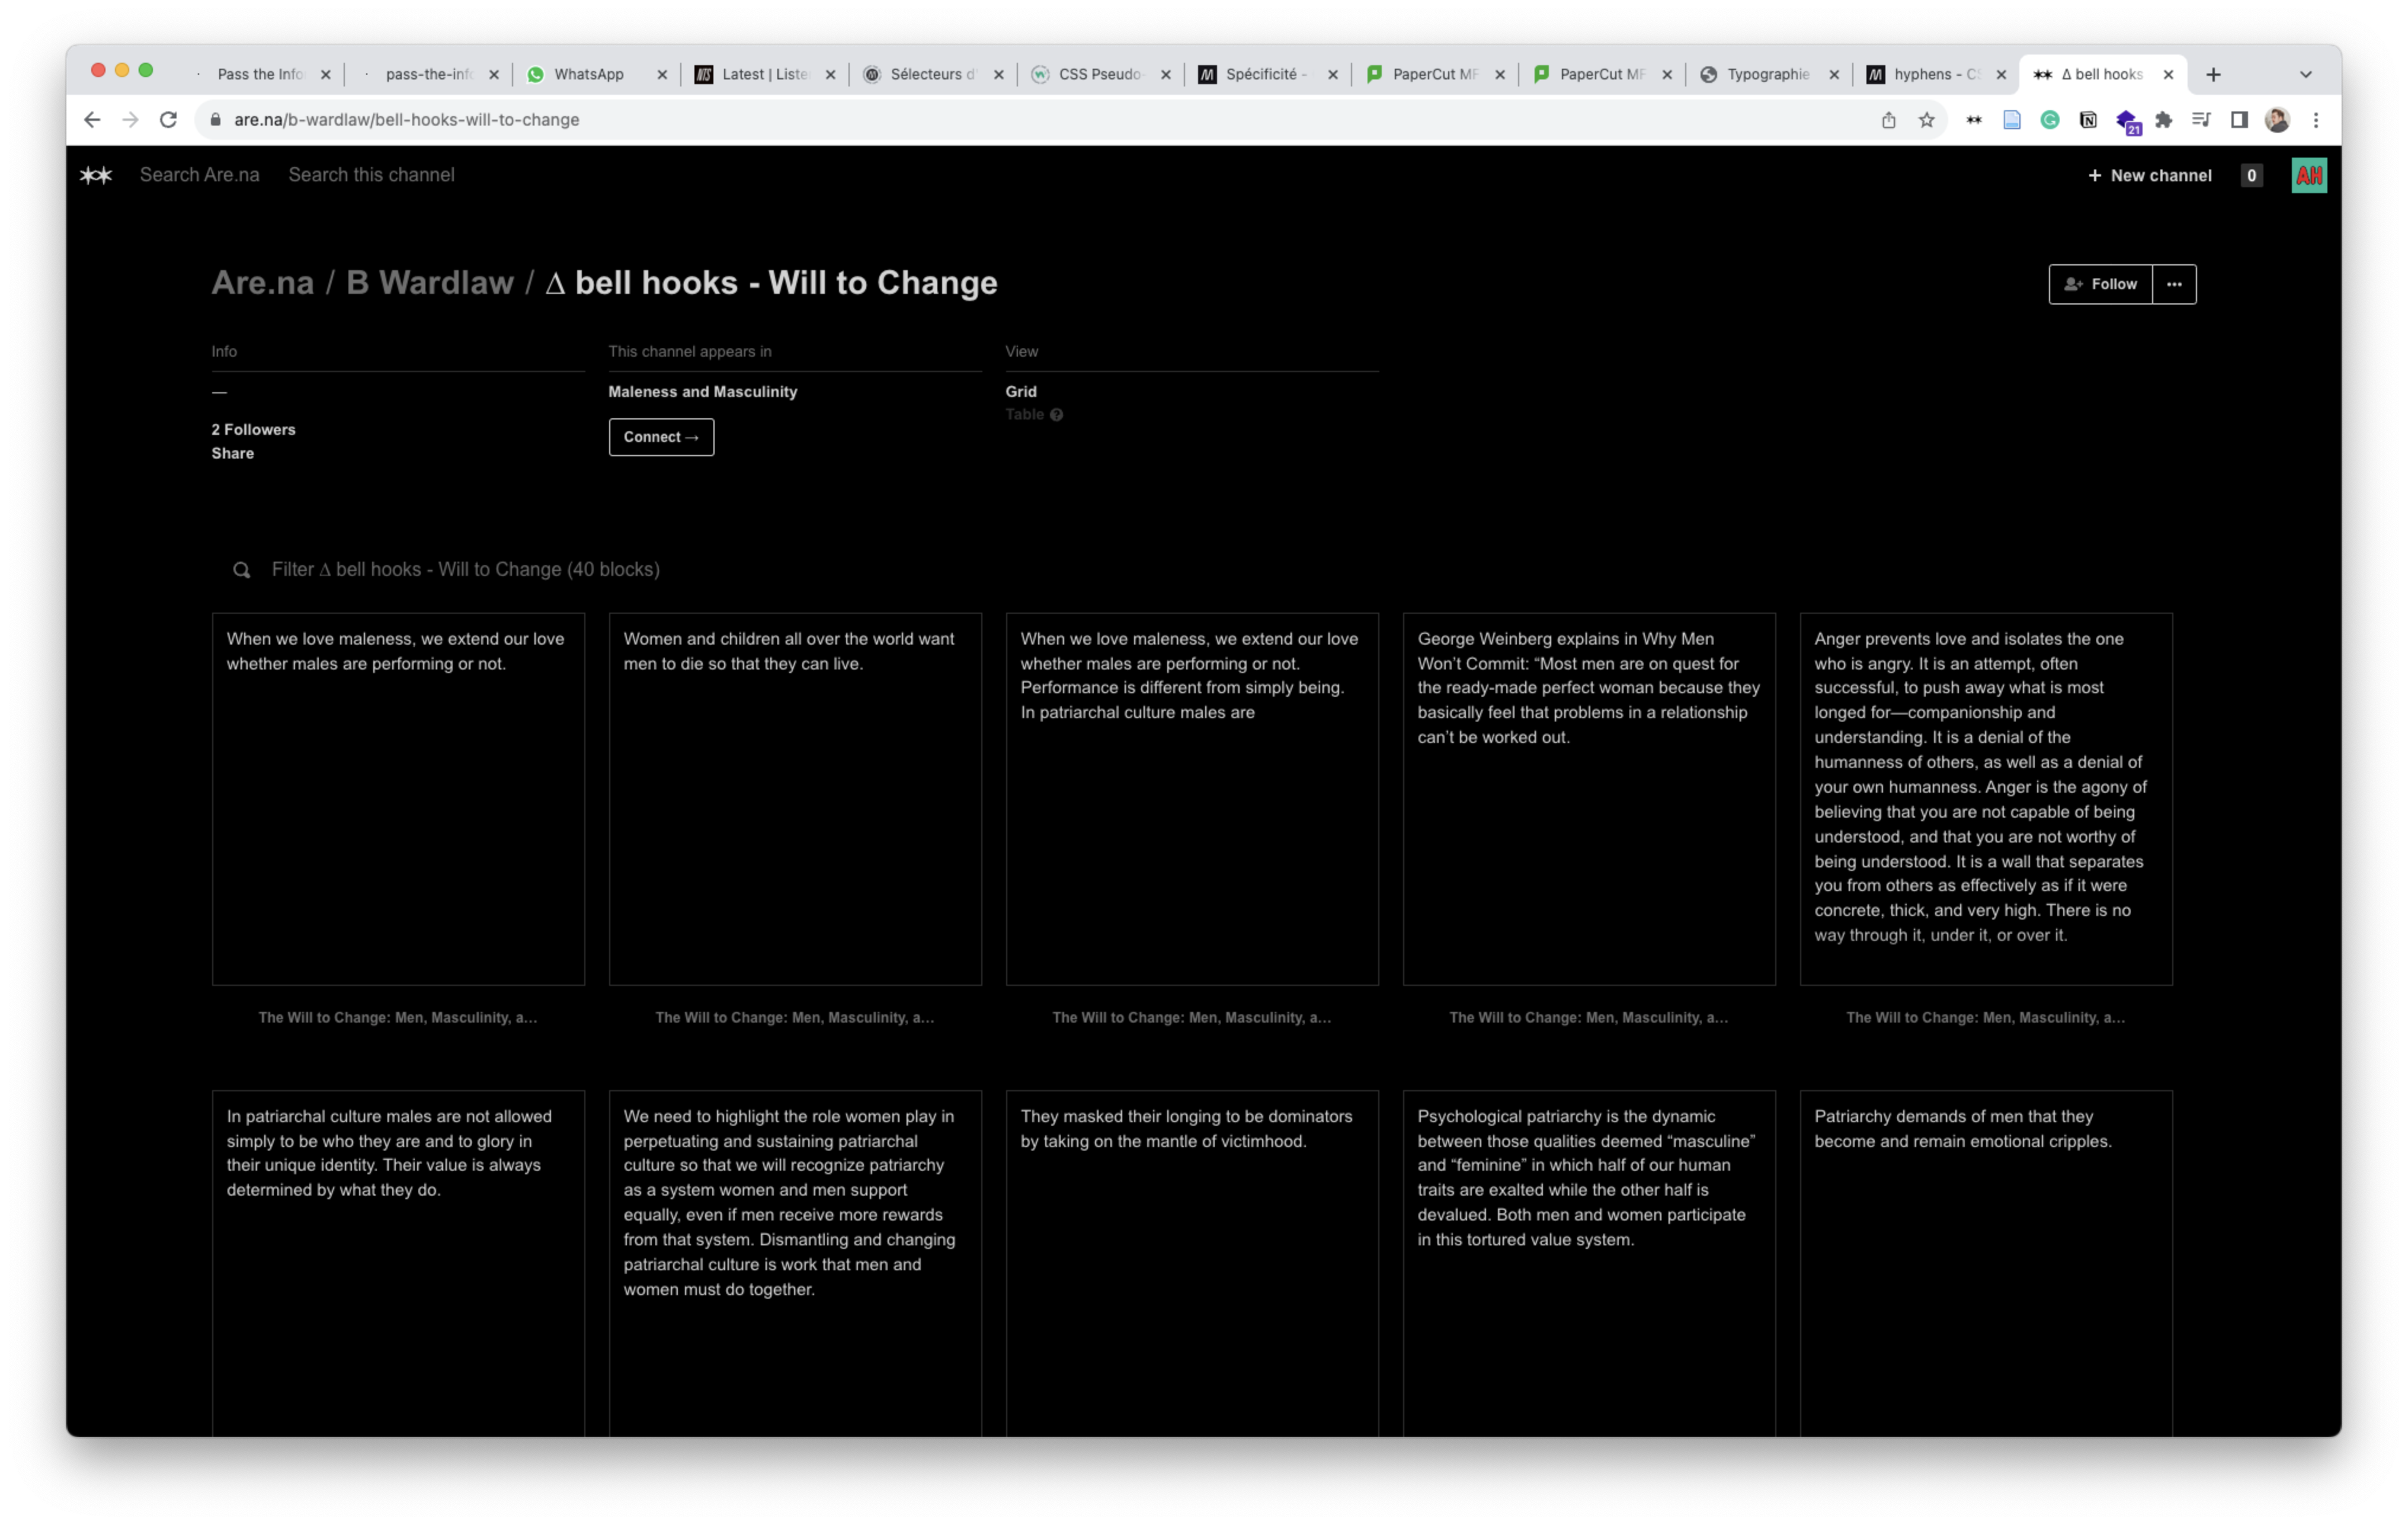 Pass the Info
pass-the-inf
WhatsApp
Latest | Liste
Sélecteurs d'
CSS Pseudo-
Spécificité -
PaperCut MF
PaperCut MF
Typographie
hyphens - CS
∆ bell hooks
are.na/b-wardlaw/bell-hooks-will-to-change
21
Search Are.na
Search this channel
+ New channel
0
AH
Are.na / B Wardlaw / ∆ bell hooks - Will to Change
Follow
Info
—
2 Followers
Share
This channel appears in
Maleness and Masculinity
Connect →
View
Grid
Table
Filter ∆ bell hooks - Will to Change (40 blocks)
When we love maleness, we extend our love
whether males are performing or not.
The Will to Change: Men, Masculinity, a...
Women and children all over the world want
men to die so that they can live.
The Will to Change: Men, Masculinity, a...
When we love maleness, we extend our love
whether males are performing or not.
Performance is different from simply being.
In patriarchal culture males are
The Will to Change: Men, Masculinity, a...
George Weinberg explains in Why Men
Won’t Commit: “Most men are on quest for
the ready-made perfect woman because they
basically feel that problems in a relationship
can’t be worked out.
The Will to Change: Men, Masculinity, a...
Anger prevents love and isolates the one
who is angry. It is an attempt, often
successful, to push away what is most
longed for—companionship and
understanding. It is a denial of the
humanness of others, as well as a denial of
your own humanness. Anger is the agony of
believing that you are not capable of being
understood, and that you are not worthy of
being understood. It is a wall that separates
you from others as effectively as if it were
concrete, thick, and very high. There is no
way through it, under it, or over it.
The Will to Change: Men, Masculinity, a...
In patriarchal culture males are not allowed
simply to be who they are and to glory in
their unique identity. Their value is always
determined by what they do.
We need to highlight the role women play in
perpetuating and sustaining patriarchal
culture so that we will recognize patriarchy
as a system women and men support
equally, even if men receive more rewards
from that system. Dismantling and changing
patriarchal culture is work that men and
women must do together.
They masked their longing to be dominators
by taking on the mantle of victimhood.
Psychological patriarchy is the dynamic
between those qualities deemed “masculine”
and “feminine” in which half of our human
traits are exalted while the other half is
devalued. Both men and women participate
in this tortured value system.
Patriarchy demands of men that they
become and remain emotional cripples.